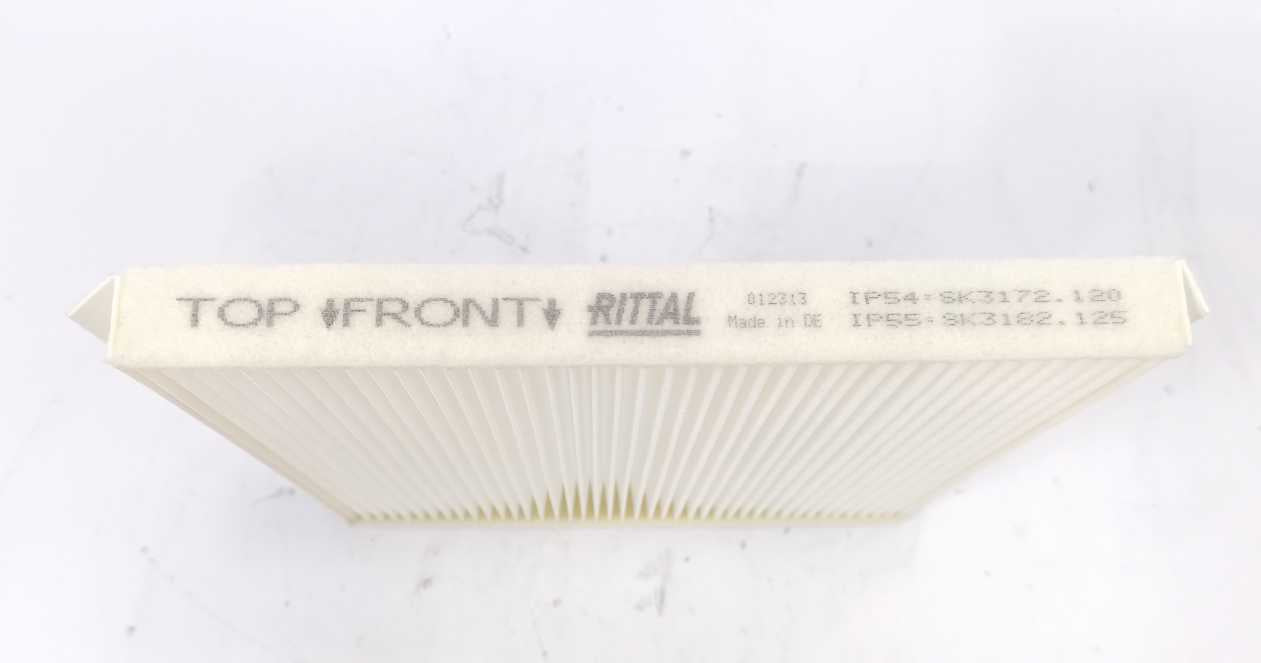 TOP ↓FRONT↓
RITTAL
012313
Made in DE
IP54=SK3172.120
IP55=SK3182.125